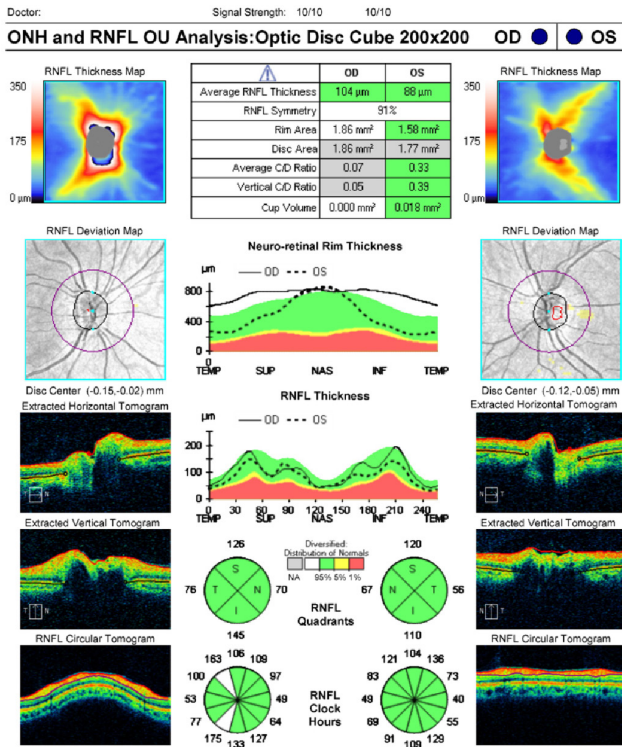 Doctor: Signal Strength: 10/10 10/10
ONH and RNFL OU Analysis:Optic Disc Cube 200x200 OD OS
RNFL Thickness Map
350
175
0 µm
OD OS
Average RNFL Thickness 104 µm 88 µm
RNFL Symmetry 91%
Rim Area 1.86 mm² 1.58 mm²
Disc Area 1.86 mm² 1.77 mm²
Average C/D Ratio 0.07 0.33
Vertical C/D Ratio 0.05 0.39
Cup Volume 0.000 mm³ 0.018 mm³
RNFL Thickness Map
350
175
0 µm
RNFL Deviation Map
Disc Center (-0.15,-0.02) mm
Neuro-retinal Rim Thickness
µm OD OS
800
400
0
TEMP SUP NAS INF TEMP
RNFL Deviation Map
Disc Center (-0.12,-0.05) mm
Extracted Horizontal Tomogram
N
RNFL Thickness
µm OD OS
200
100
0
0 30 60 90 120 150 180 210 240
TEMP SUP NAS INF TEMP
Extracted Horizontal Tomogram
N T
Extracted Vertical Tomogram
T N
126
S
76 T N 70
I
145
Diversified:
Distribution of Normals
NA 95% 5% 1%
RNFL
Quadrants
120
S
67 N T 56
I
110
Extracted Vertical Tomogram
N T
RNFL Circular Tomogram
106
163 109
100 97
53 49
77 64
175 127
133
RNFL
Clock
Hours
104
121 136
83 73
49 40
69 55
91 129
109
RNFL Circular Tomogram